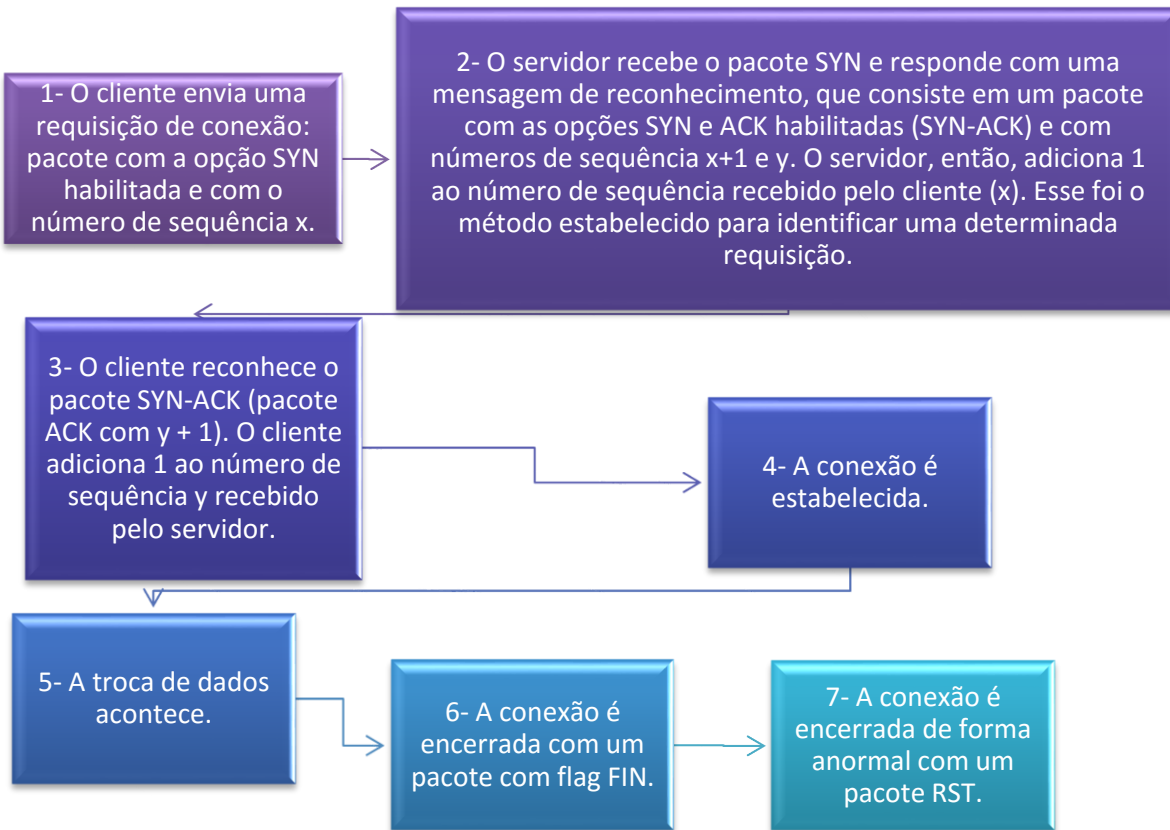 1- O cliente envia uma
requisição de conexão:
pacote com a opção SYN
habilitada e com o
número de sequência x.
2- O servidor recebe o pacote SYN e responde com uma
mensagem de reconhecimento, que consiste em um pacote
com as opções SYN e ACK habilitadas (SYN-ACK) e com
números de sequência x+1 e y. O servidor, então, adiciona 1
ao número de sequência recebido pelo cliente (x). Esse foi o
método estabelecido para identificar uma determinada
requisição.
3- O cliente reconhece o
pacote SYN-ACK (pacote
ACK com y + 1). O cliente
adiciona 1 ao número de
sequência y recebido
pelo servidor.
4- A conexão é
estabelecida.
5- A troca de dados
acontece.
6- A conexão é
encerrada com um
pacote com flag FIN.
7- A conexão é
encerrada de forma
anormal com um
pacote RST.